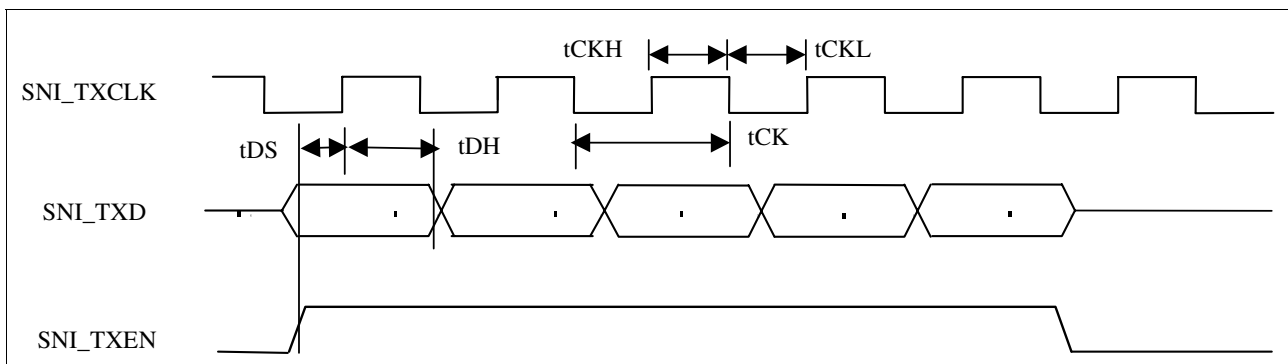 tCKH
tCKL
SNI_TXCLK
tDS
tDH
tCK
SNI_TXD
SNI_TXEN